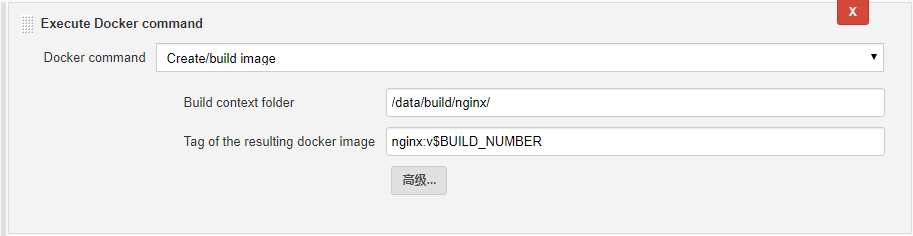 Execute Docker command
X
Docker command
Create/build image
Build context folder
/data/build/nginx/
Tag of the resulting docker image
nginx:v$BUILD_NUMBER
高级...